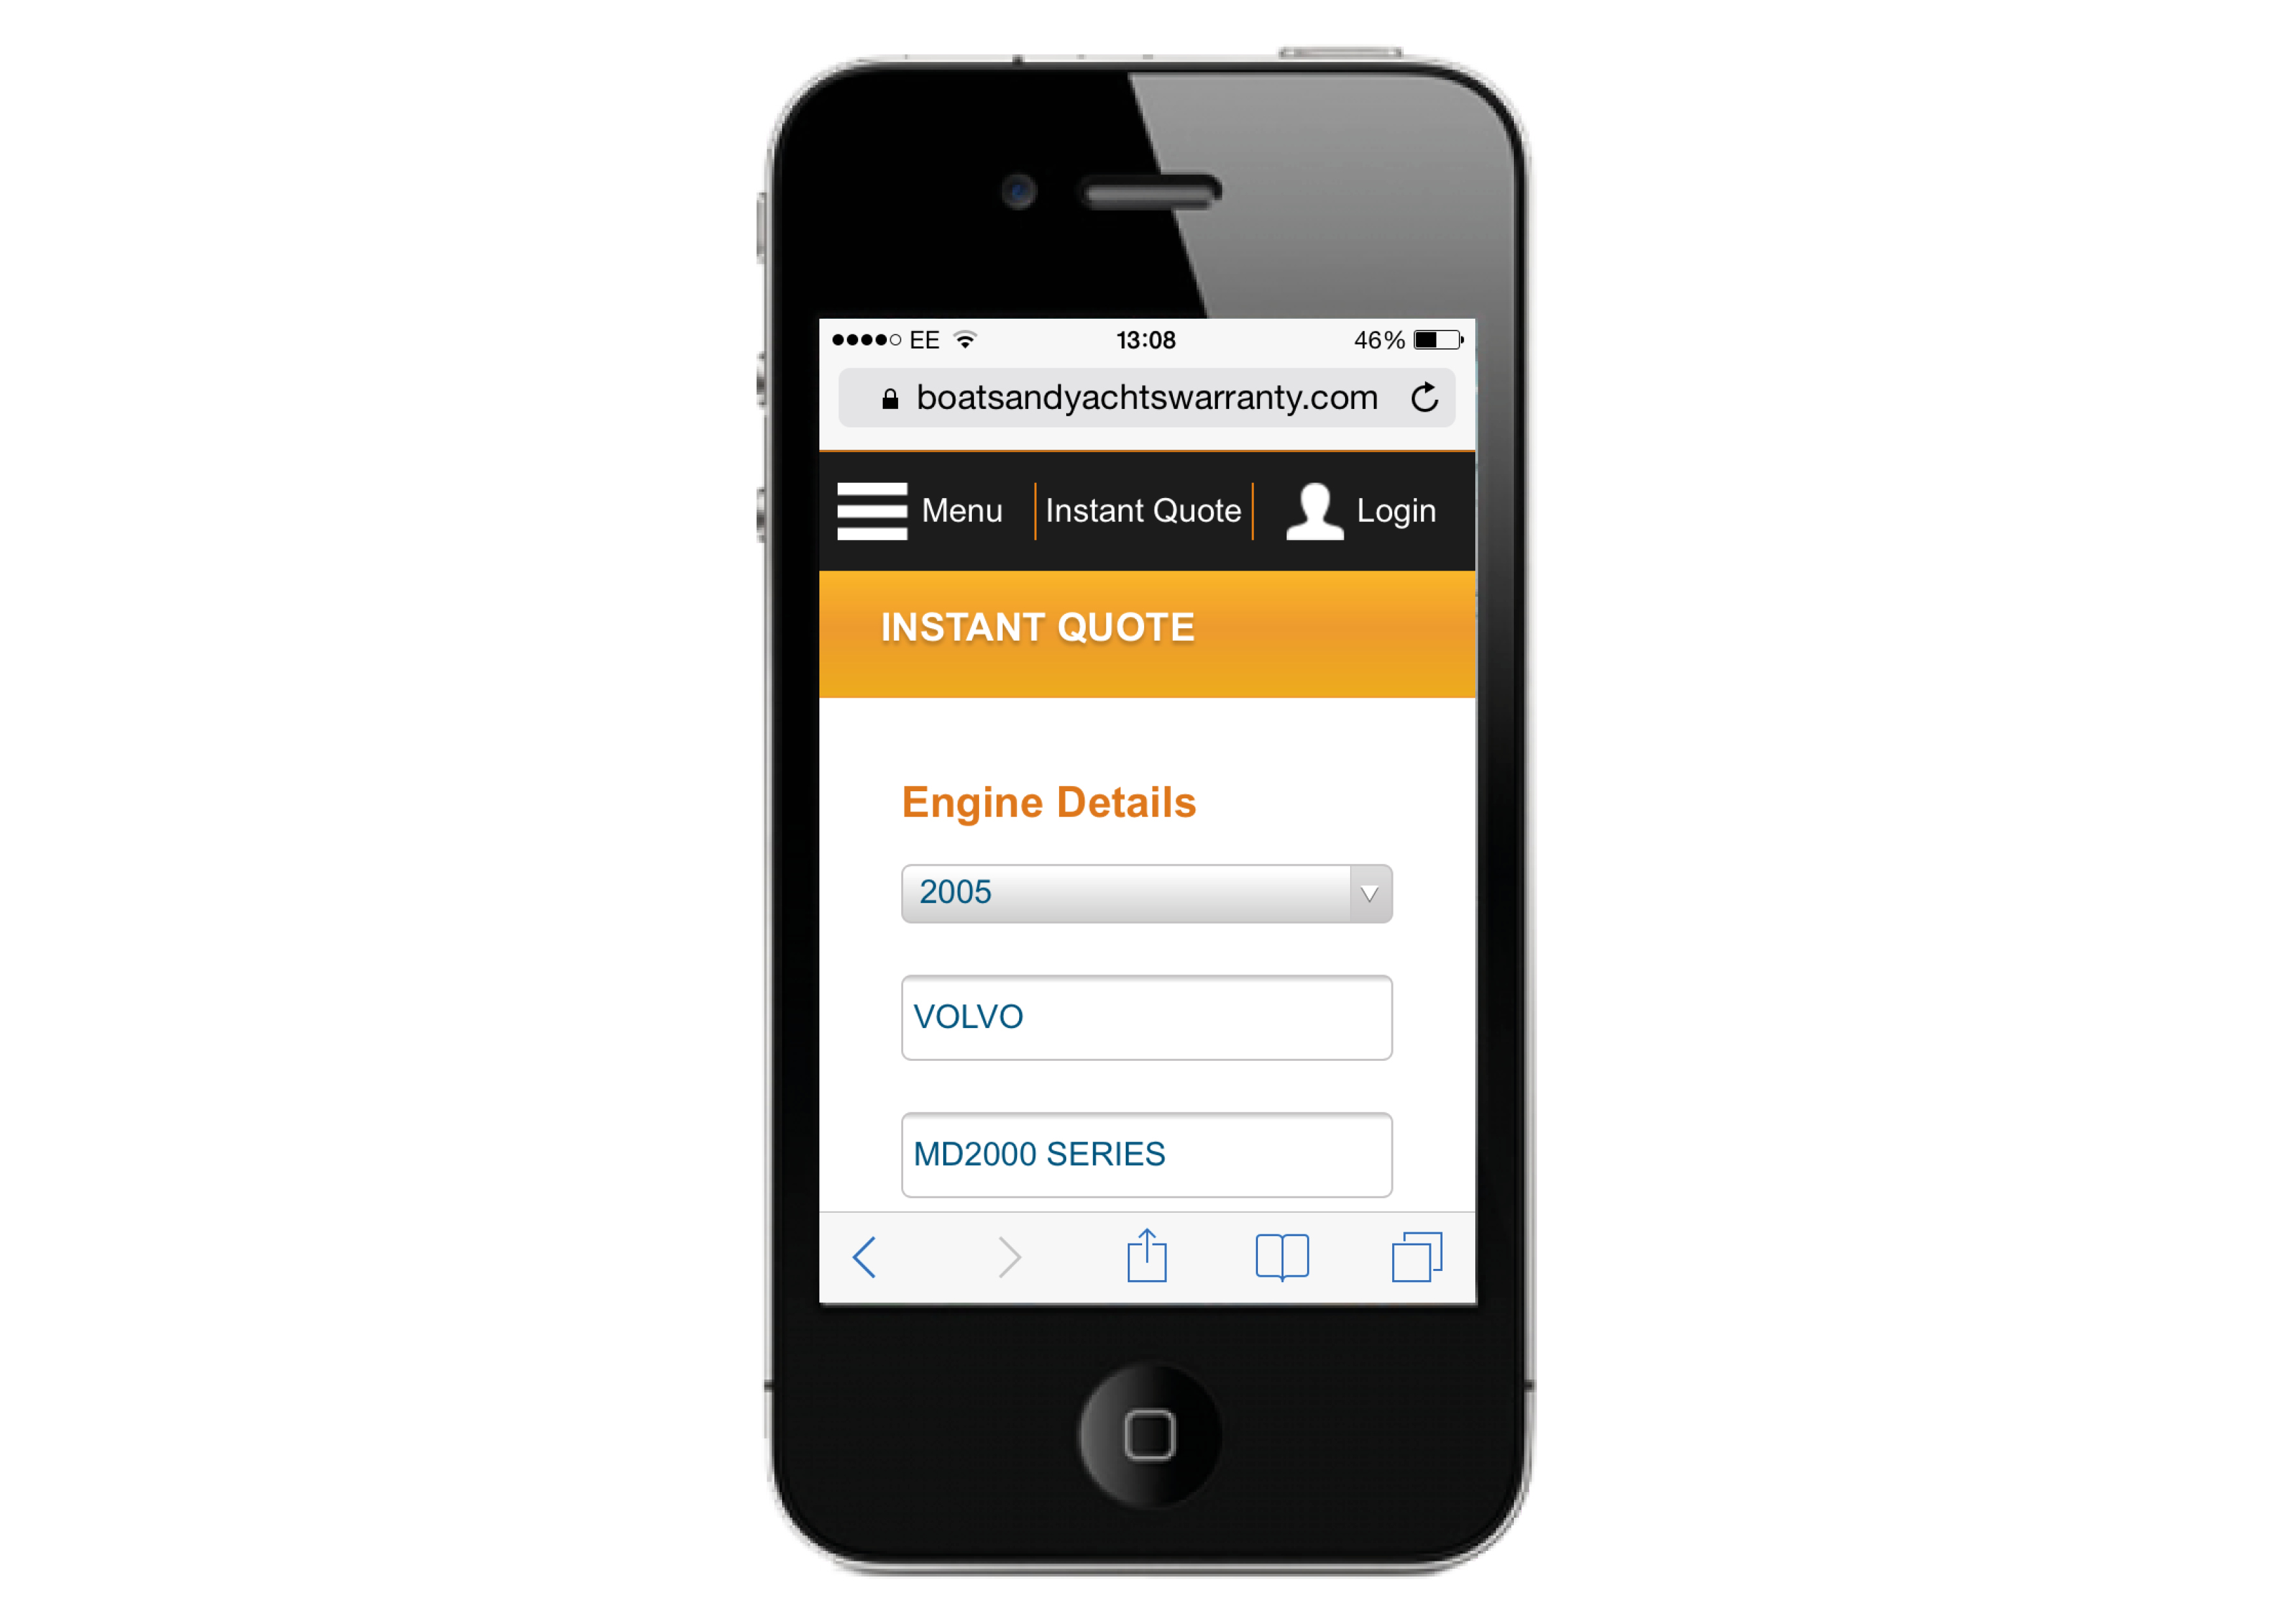 EE 13:08 46%
boatsandyachtswarranty.com
Menu Instant Quote Login
INSTANT QUOTE
Engine Details
2005
VOLVO
MD2000 SERIES